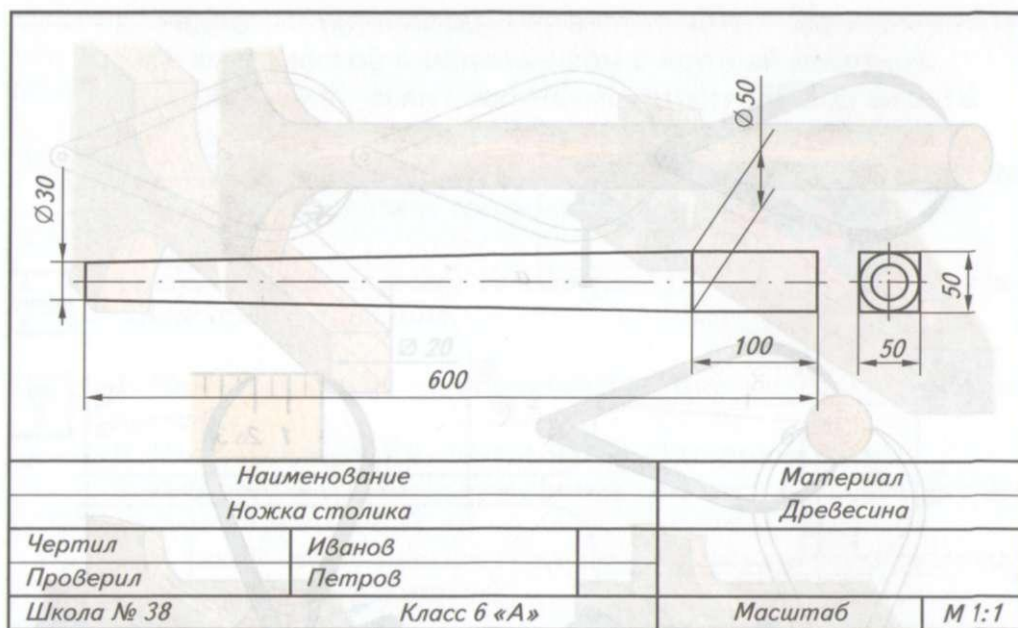 Ø50
Ø30
50
100
50
600
Ø 20
Наименование
Материал
Ножка столика
Древесина
Чертил
Иванов
Проверил
Петров
Школа № 38
Класс 6 «А»
Масштаб
М 1:1